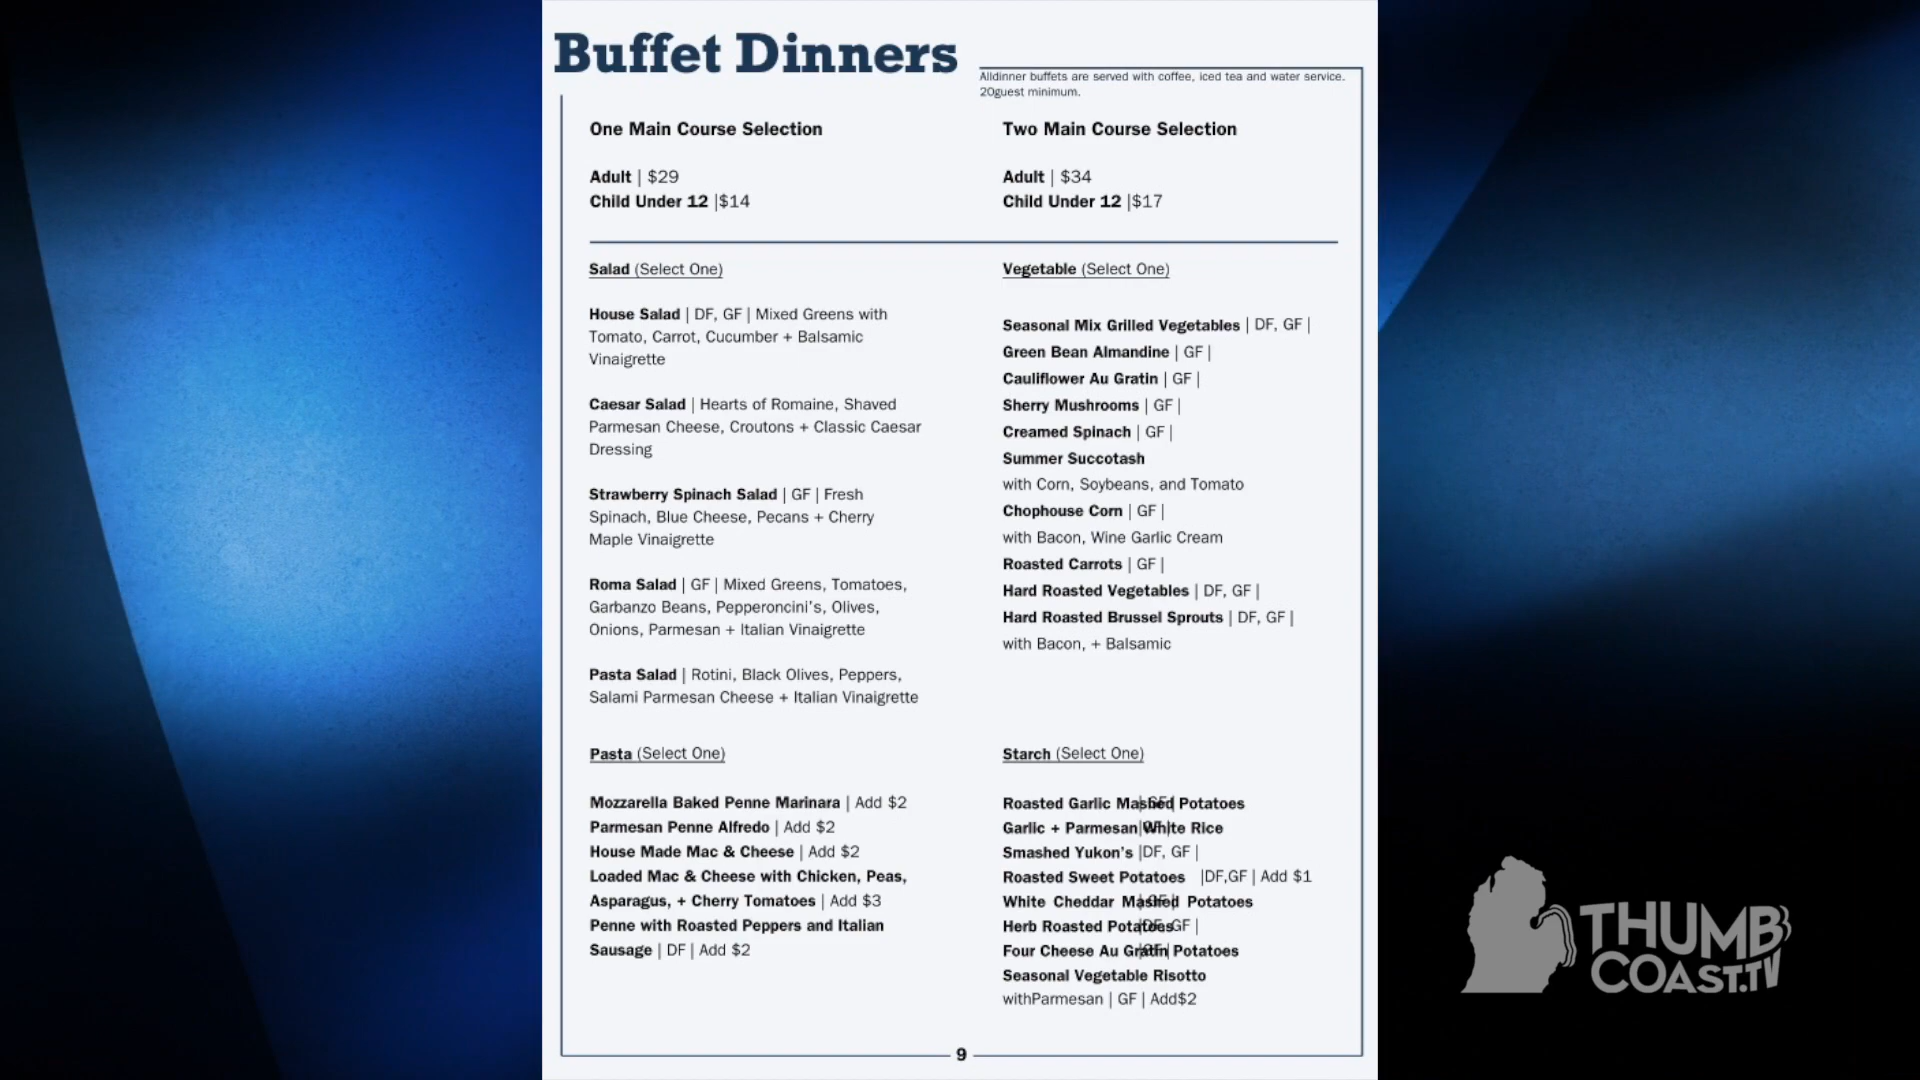 Buffet Dinners
Alldinner buffets are served with coffee, iced tea and water service.
20guest minimum.
One Main Course Selection
Adult | $29
Child Under 12 |$14
Two Main Course Selection
Adult | $34
Child Under 12 |$17
Salad (Select One)
House Salad | DF, GF | Mixed Greens with
Tomato, Carrot, Cucumber + Balsamic
Vinaigrette
Caesar Salad | Hearts of Romaine, Shaved
Parmesan Cheese, Croutons + Classic Caesar
Dressing
Strawberry Spinach Salad | GF | Fresh
Spinach, Blue Cheese, Pecans + Cherry
Maple Vinaigrette
Roma Salad | GF | Mixed Greens, Tomatoes,
Garbanzo Beans, Pepperoncini's, Olives,
Onions, Parmesan + Italian Vinaigrette
Pasta Salad | Rotini, Black Olives, Peppers,
Salami Parmesan Cheese + Italian Vinaigrette
Vegetable (Select One)
Seasonal Mix Grilled Vegetables | DF, GF |
Green Bean Almandine | GF |
Cauliflower Au Gratin | GF |
Sherry Mushrooms | GF |
Creamed Spinach | GF |
Summer Succotash
with Corn, Soybeans, and Tomato
Chophouse Corn | GF |
with Bacon, Wine Garlic Cream
Roasted Carrots | GF |
Hard Roasted Vegetables | DF, GF |
Hard Roasted Brussel Sprouts | DF, GF |
with Bacon, + Balsamic
Pasta (Select One)
Mozzarella Baked Penne Marinara | Add $2
Parmesan Penne Alfredo | Add $2
House Made Mac & Cheese | Add $2
Loaded Mac & Cheese with Chicken, Peas,
Asparagus, + Cherry Tomatoes | Add $3
Penne with Roasted Peppers and Italian
Sausage | DF | Add $2
Starch (Select One)
Roasted Garlic Mashed Potatoes
Garlic + Parmesan White Rice
Smashed Yukon's |DF, GF |
Roasted Sweet Potatoes |DF,GF | Add $1
White Cheddar Mashed Potatoes
Herb Roasted Potatoes GF |
Four Cheese Au Gratin Potatoes
Seasonal Vegetable Risotto
withParmesan | GF | Add$2
9
THUMB
COAST.TV